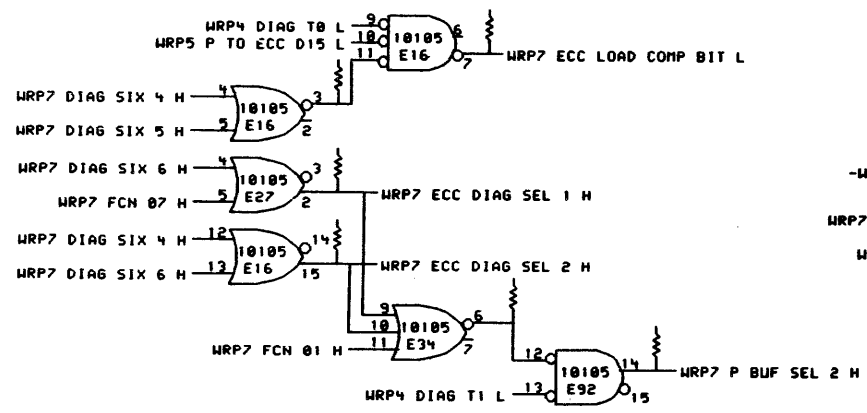 WRP4 DIAG T0 L 9 6
WRP5 P TO ECC D15 L 10 10105
11 E16 7 WRP7 ECC LOAD COMP BIT L
WRP7 DIAG SIX 4 H 4 3
10105
WRP7 DIAG SIX 5 H 5 E16 2
WRP7 DIAG SIX 6 H 4 3
10105
WRP7 FCN 07 H 5 E27 2 WRP7 ECC DIAG SEL 1 H
WRP7 DIAG SIX 4 H 12 14
10105
WRP7 DIAG SIX 6 H 13 E16 15 WRP7 ECC DIAG SEL 2 H
9 6
10 10105
WRP7 FCN 01 H 11 E34 7
12 14 WRP7 P BUF SEL 2 H
10105
WRP4 DIAG T1 L 13 E92 15
-W
WRP7
W